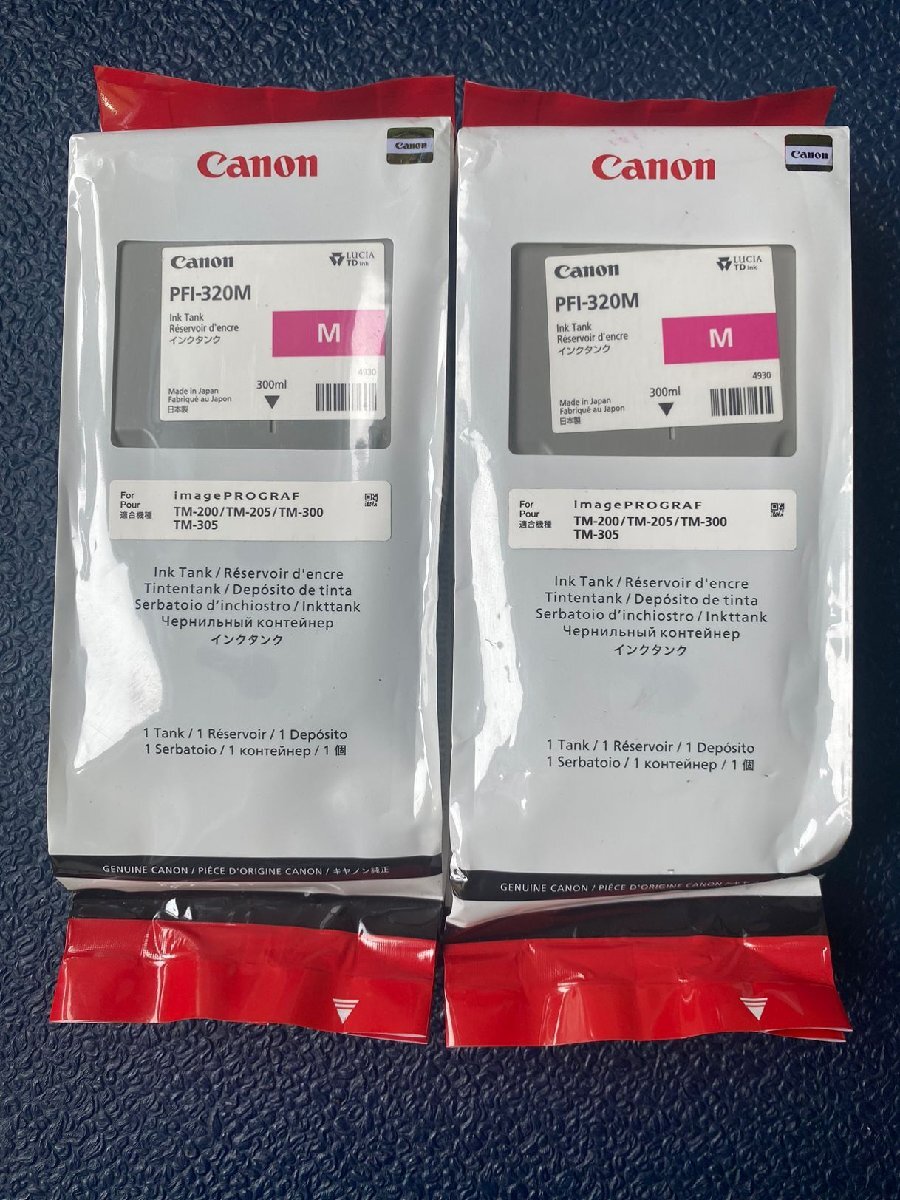 Canon
Canon
Canon
LUCIA
TD ink
PFI-320M
Ink Tank
Réservoir d'encre
インクタンク
M
4930
300ml
Made in Japan
Fabriqué au Japon
日本製
For
Pour
適合機種
imagePROGRAF
TM-200/TM-205/TM-300
TM-305
Ink Tank / Réservoir d'encre
Tintentank / Depósito de tinta
Serbatoio d'inchiostro / Inkttank
Чернильный контейнер
インクタンク
1 Tank / 1 Réservoir / 1 Depósito
1 Serbatoio / 1 контейнер / 1 個
GENUINE CANON / PIÈCE D'ORIGINE CANON / キヤノン純正
Canon
Canon
Canon
LUCIA
TD ink
PFI-320M
Ink Tank
Réservoir d'encre
インクタンク
M
4930
300ml
Made in Japan
Fabriqué au Japon
日本製
For
Pour
適合機種
imagePROGRAF
TM-200/TM-205/TM-300
TM-305
Ink Tank / Réservoir d'encre
Tintentank / Depósito de tinta
Serbatoio d'inchiostro / Inkttank
Чернильный контейнер
インクタンク
1 Tank / 1 Réservoir / 1 Depósito
1 Serbatoio / 1 контейнер / 1 個
GENUINE CANON / PIÈCE D'ORIGINE CANON